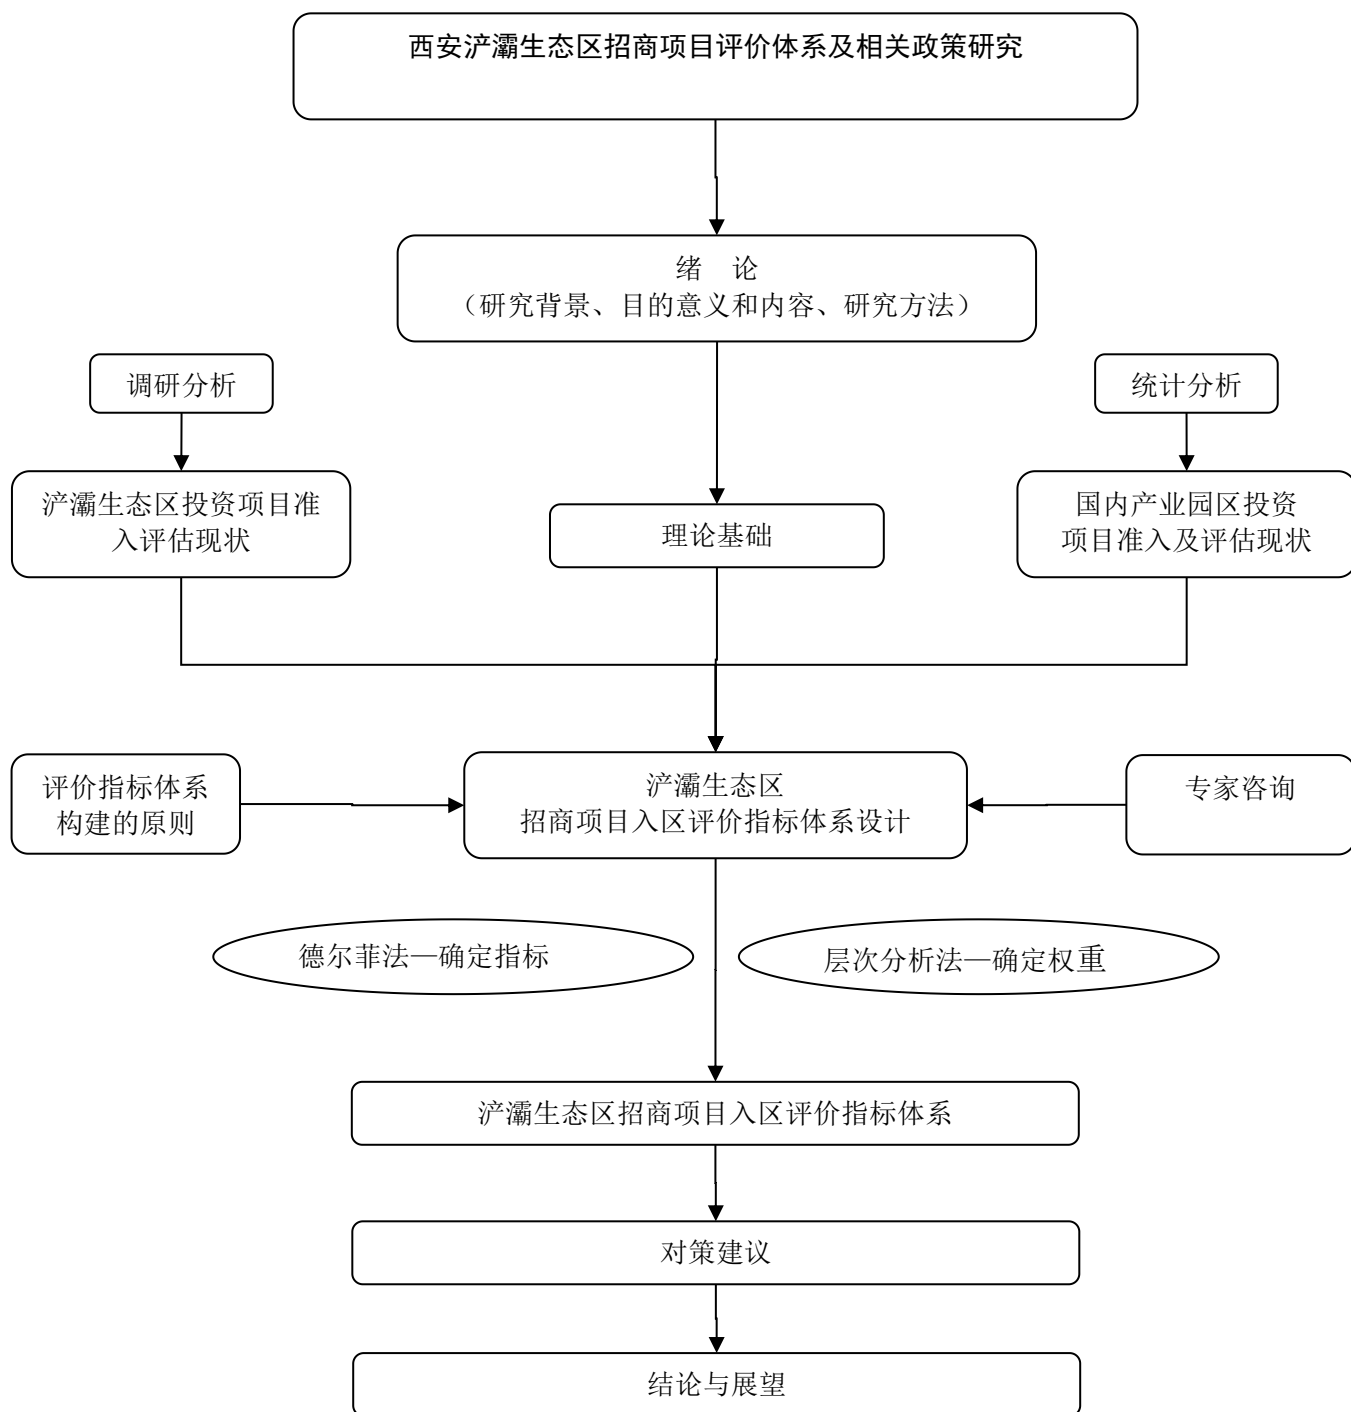 西安浐灞生态区招商项目评价体系及相关政策研究
绪 论
（研究背景、目的意义和内容、研究方法）
调研分析
统计分析
浐灞生态区投资项目准
入评估现状
理论基础
国内产业园区投资
项目准入及评估现状
评价指标体系
构建的原则
浐灞生态区
招商项目入区评价指标体系设计
专家咨询
德尔菲法—确定指标
层次分析法—确定权重
浐灞生态区招商项目入区评价指标体系
对策建议
结论与展望